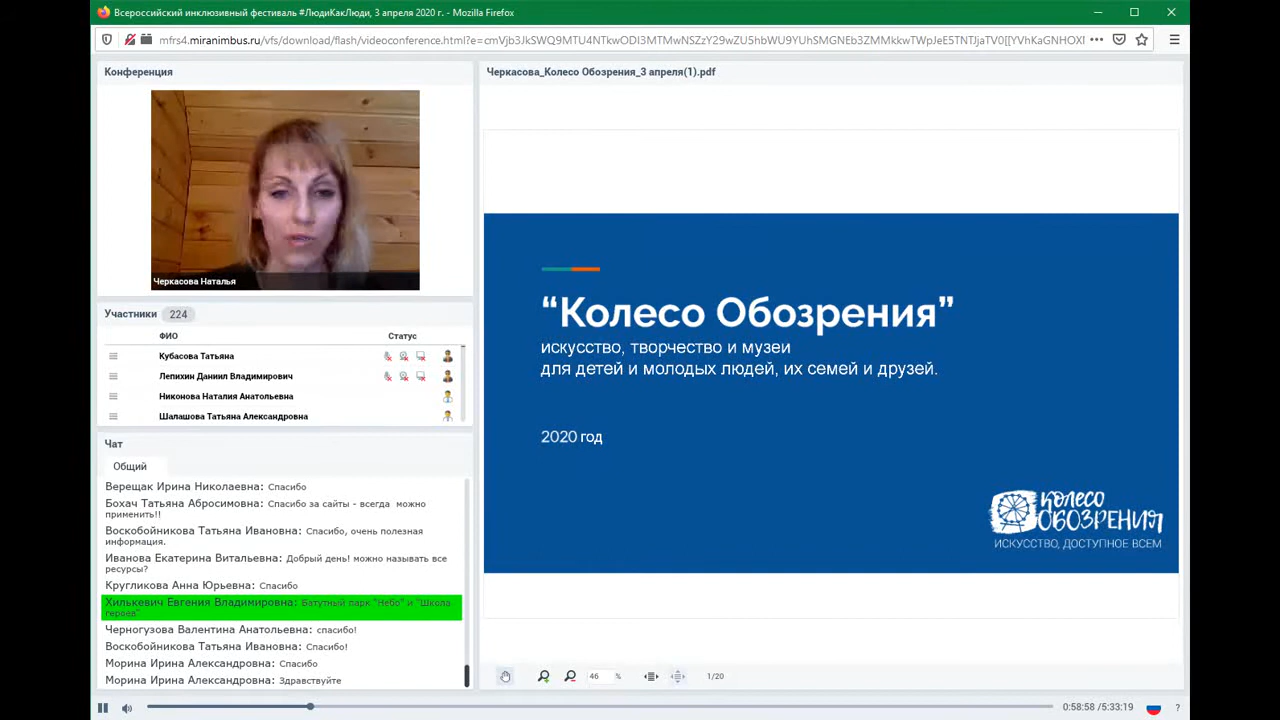 Всероссийский инклюзивный фестиваль #ЛюдиКакЛюди, 3 апреля 2020 г. - Mozilla Firefox
mfrs4.miranimbus.ru/vfs/download/flash/videoconference.html?e=
Конференция
Черкасова Наталья
Участники 224
ФИО Статус
Кубасова Татьяна
Лепихин Даниил Владимирович
Никонова Наталия Анатольевна
Шалашова Татьяна Александровна
Чат
Общий
Верещак Ирина Николаевна: Спасибо
Бохач Татьяна Абросимовна: Спасибо за сайты - всегда можно
применить!!
Воскобойникова Татьяна Ивановна: Спасибо, очень полезная
информация.
Иванова Екатерина Витальевна: Добрый день! можно называть все
ресурсы?
Кругликова Анна Юрьевна: Спасибо
Хилькевич Евгения Владимировна: Батутный парк "Небо" и "Школа
героев"
Черногузова Валентина Анатольевна: спасибо!
Воскобойникова Татьяна Ивановна: Спасибо!
Морина Ирина Александровна: Спасибо
Морина Ирина Александровна: Здравствуйте
Черкасова_Колесо Обозрения_3 апреля(1).pdf
“Колесо Обозрения”
искусство, творчество и музеи
для детей и молодых людей, их семей и друзей.
2020 год
колесо
ОБОЗРЕНИЯ
ИСКУССТВО, ДОСТУПНОЕ ВСЕМ
46 % 1/20
0:58:58 /5:33:19 ?